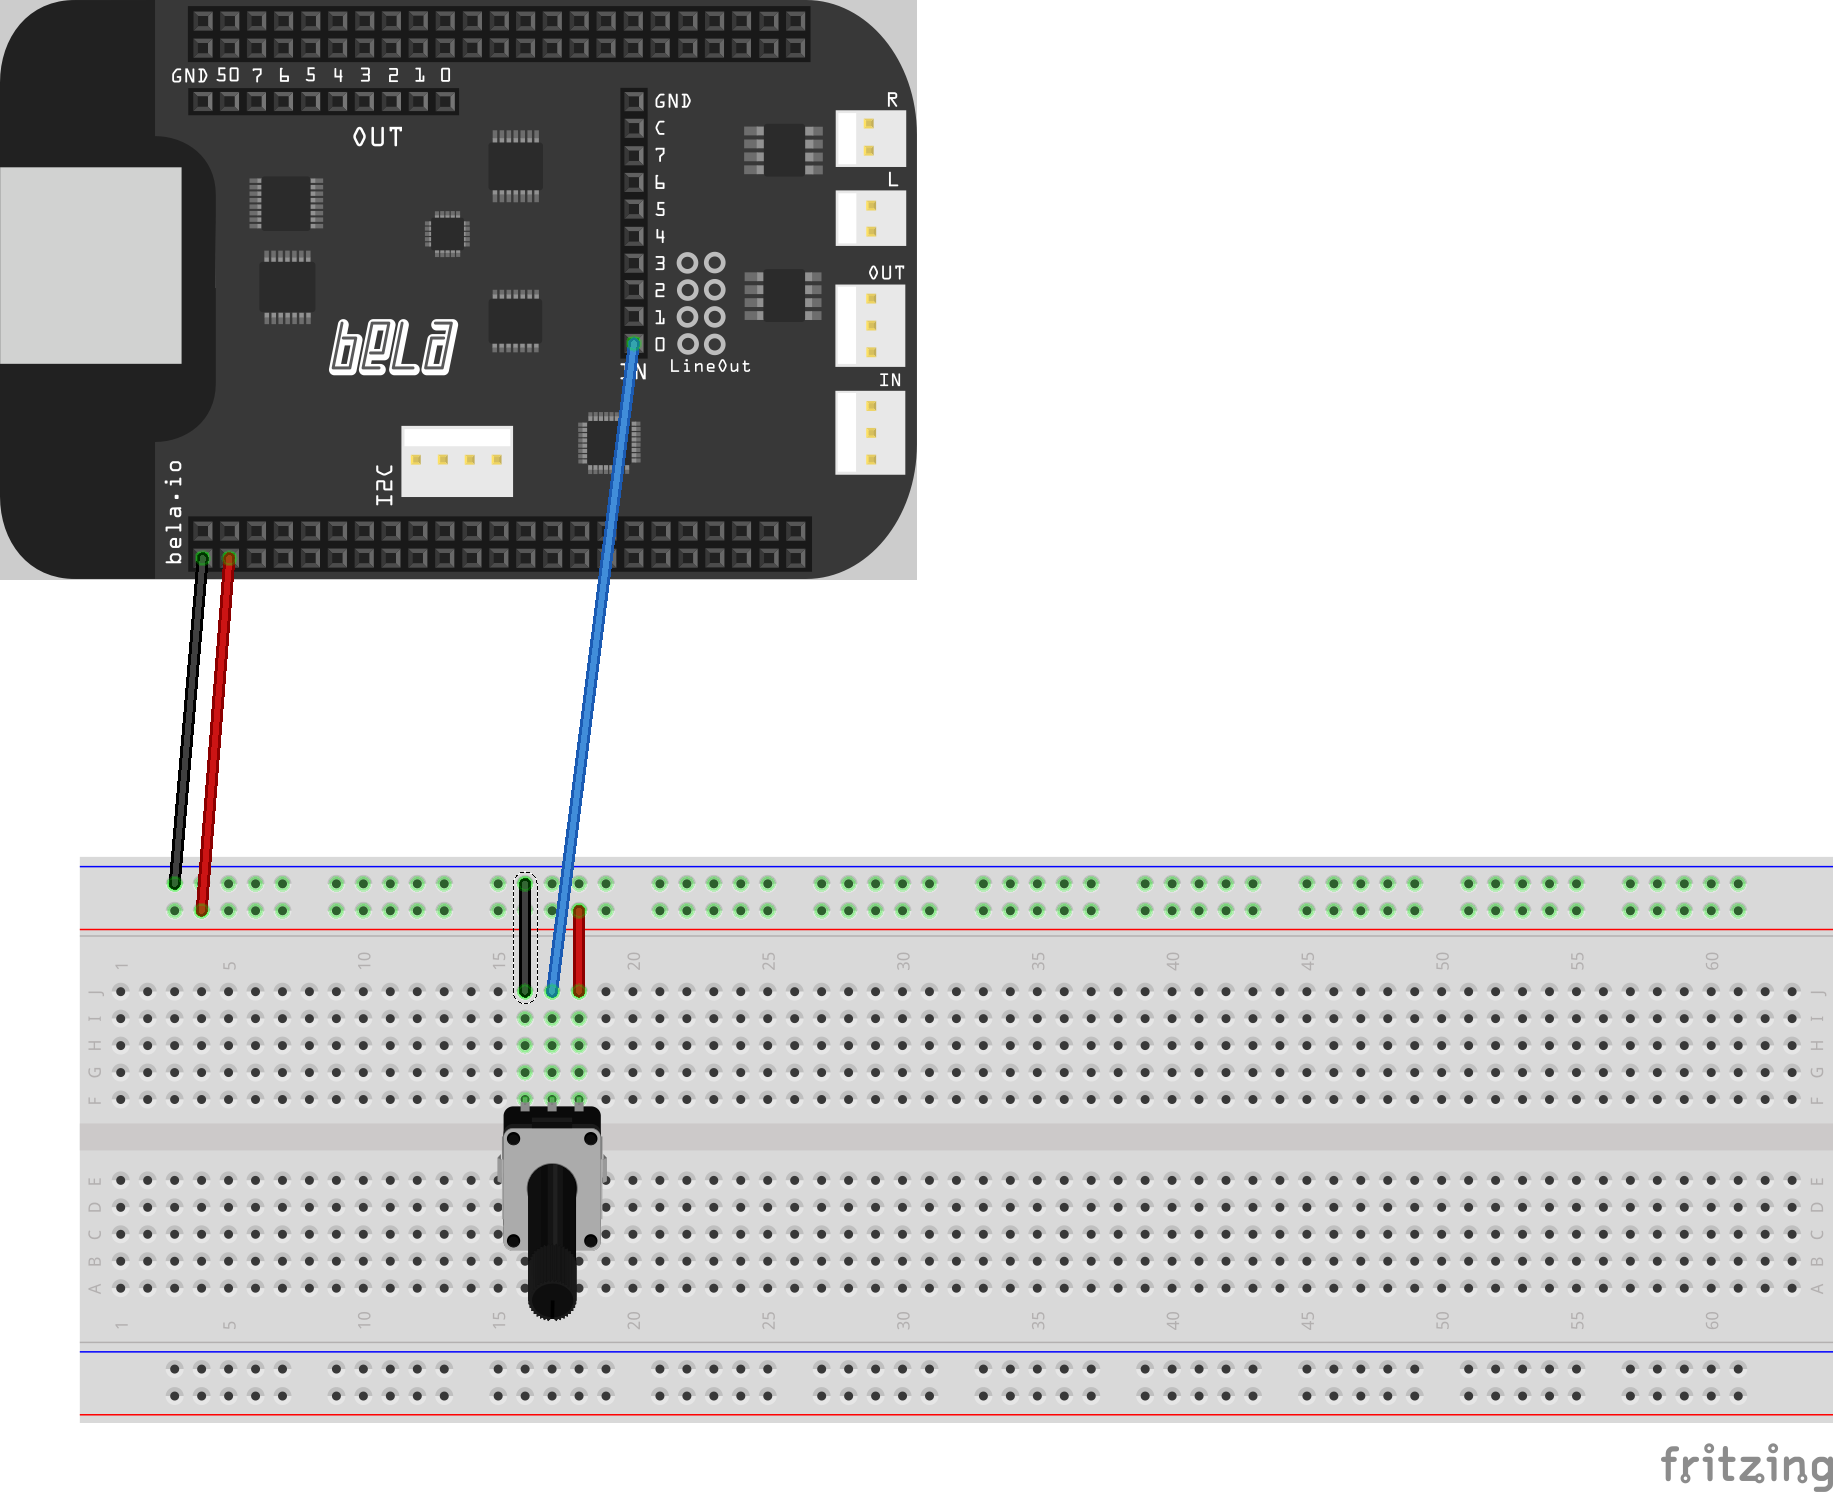 GND 50 7 6 5 4 3 2 1 0
OUT
GND
C
7
6
5
4
3
2
1
0
IN
LineOut
R
L
OUT
IN
bela
I2C
bela.io
1 5 10 15 20 25 30 35 40 45 50 55 60
J J
I I
H H
G G
F F
E E
D D
C C
B B
A A
1 5 10 15 20 25 30 35 40 45 50 55 60
fritzing